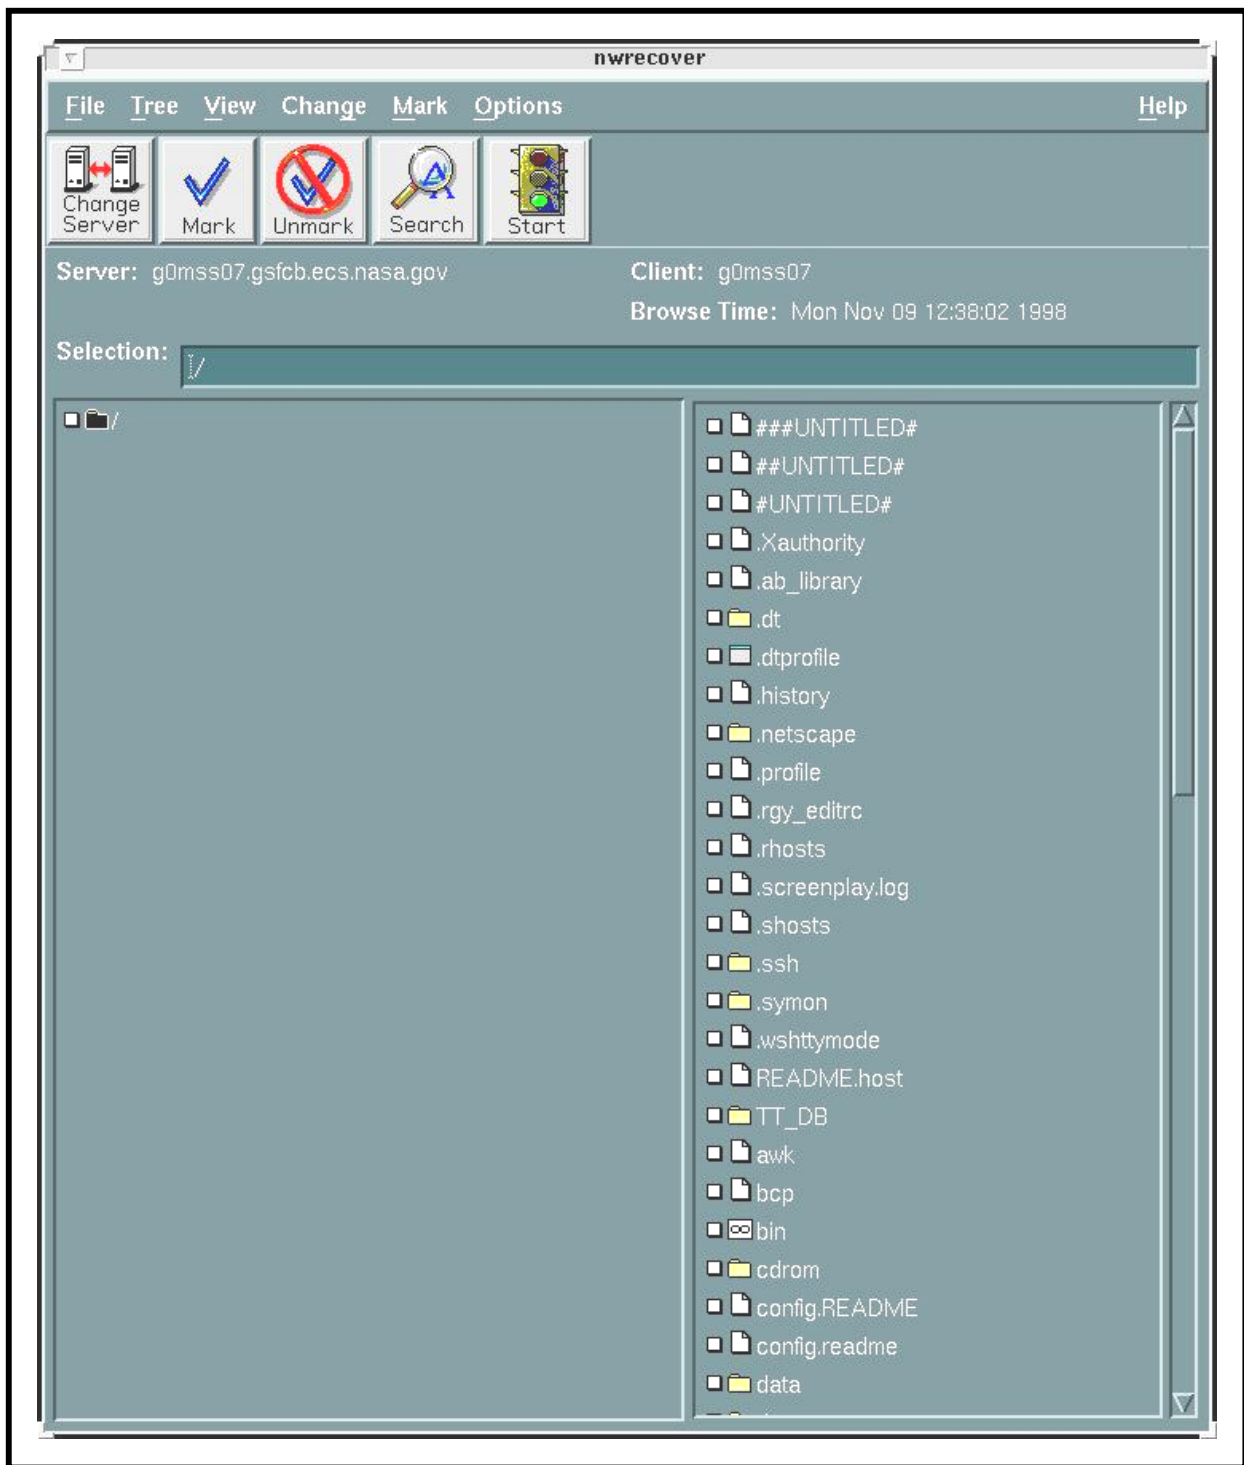 nwrecover
File Tree View Change Mark Options Help
Change
Server Mark Unmark Search Start
Server: g0mss07.gsfcb.ecs.nasa.gov Client: g0mss07
Browse Time: Mon Nov 09 12:38:02 1998
Selection: /
/
###UNTITLED#
##UNTITLED#
#UNTITLED#
.Xauthority
.ab_library
.dt
.dtprofile
.history
.netscape
.profile
.rgy_editrc
.rhosts
.screenplay.log
.shosts
.ssh
.symon
.wshttymode
README.host
TT_DB
awk
bcp
bin
cdrom
config.README
config.readme
data